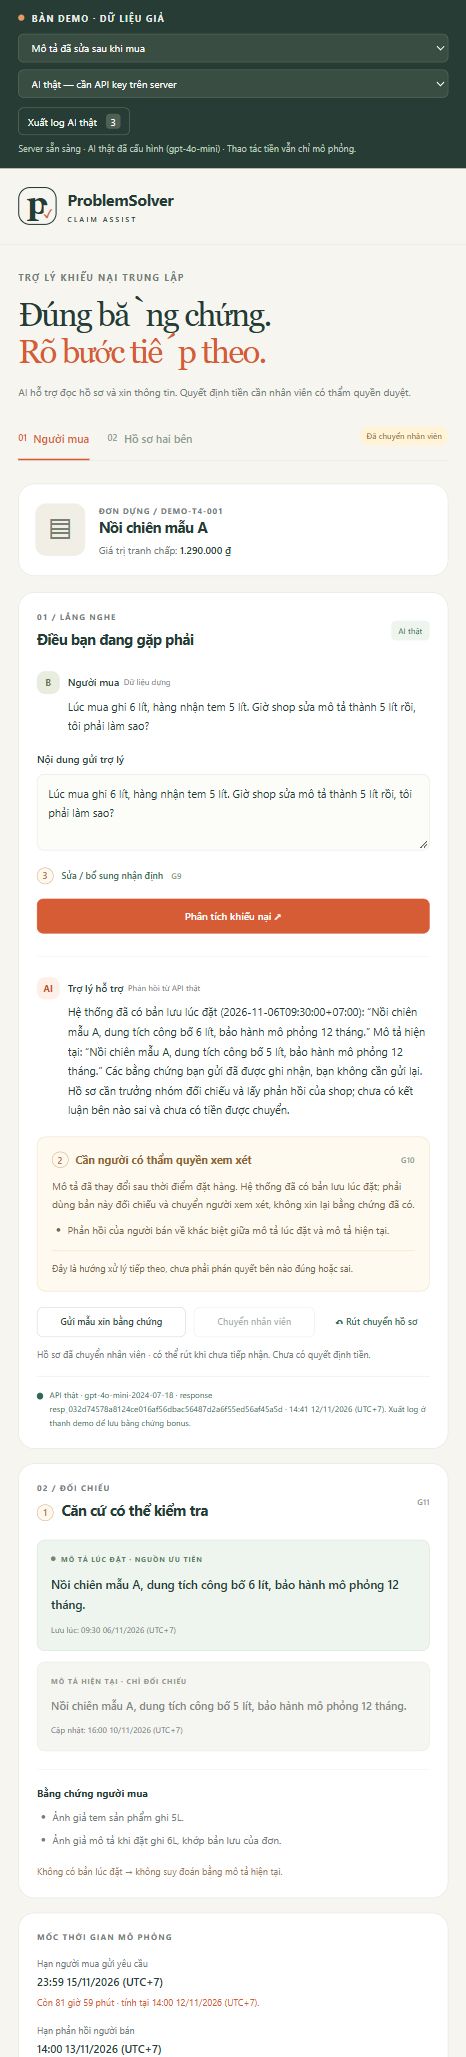 BẢN DEMO · DỮ LIỆU GIẢ
Mô tả đã sửa sau khi mua
AI thật — cần API key trên server
Xuất log AI thật 3
Server sẵn sàng · AI thật đã cấu hình (gpt-4o-mini) · Thao tác tiền vẫn chỉ mô phỏng.
ProblemSolver
CLAIM ASSIST
TRỢ LÝ KHIẾU NẠI TRUNG LẬP
Đúng bằng chứng.
Rõ bước tiếp theo.
AI hỗ trợ đọc hồ sơ và xin thông tin. Quyết định tiền cần nhân viên có thẩm quyền duyệt.
01 Người mua
02 Hồ sơ hai bên
Đã chuyển nhân viên
ĐƠN DỰNG / DEMO-T4-001
Nồi chiên mẫu A
Giá trị tranh chấp: 1.290.000 ₫
01 / LẮNG NGHE
Điều bạn đang gặp phải
AI thật
B Người mua Dữ liệu dựng
Lúc mua ghi 6 lít, hàng nhận tem 5 lít. Giờ shop sửa mô tả thành 5 lít rồi,
tôi phải làm sao?
Nội dung gửi trợ lý
Lúc mua ghi 6 lít, hàng nhận tem 5 lít. Giờ shop sửa mô tả thành 5 lít rồi, tôi
phải làm sao?
3 Sửa / bổ sung nhận định G9
Phân tích khiếu nại ↗
AI Trợ lý hỗ trợ Phản hồi từ API thật
Hệ thống đã có bản lưu lúc đặt (2026-11-06T09:30:00+07:00): “Nồi chiên
mẫu A, dung tích công bố 6 lít, bảo hành mô phỏng 12 tháng.” Mô tả hiện
tại: “Nồi chiên mẫu A, dung tích công bố 5 lít, bảo hành mô phỏng 12
tháng.” Các bằng chứng bạn gửi đã được ghi nhận, bạn không cần gửi lại.
Hồ sơ cần trưởng nhóm đối chiếu và lấy phản hồi của shop; chưa có kết
luận bên nào sai và chưa có tiền được chuyển.
2 Cần người có thẩm quyền xem xét G10
Mô tả đã thay đổi sau thời điểm đặt hàng. Hệ thống đã có bản lưu lúc đặt; phải
dùng bản này đối chiếu và chuyển người xem xét, không xin lại bằng chứng đã có.
• Phản hồi của người bán về khác biệt giữa mô tả lúc đặt và mô tả hiện tại.
Đây là hướng xử lý tiếp theo, chưa phải phán quyết bên nào đúng hoặc sai.
Gửi mẫu xin bằng chứng
Chuyển nhân viên
↶ Rút chuyển hồ sơ
Hồ sơ đã chuyển nhân viên · có thể rút khi chưa tiếp nhận. Chưa có quyết định tiền.
API thật · gpt-4o-mini-2024-07-18 · response
resp_032d74578a8124ce016af56dbac56487d2a6f55ed56af45a5d · 14:41 12/11/2026 (UTC+7). Xuất log ở
thanh demo để lưu bằng chứng bonus.
02 / ĐỐI CHIẾU
1 Căn cứ có thể kiểm tra
G11
MÔ TẢ LÚC ĐẶT · NGUỒN ƯU TIÊN
Nồi chiên mẫu A, dung tích công bố 6 lít, bảo hành mô phỏng 12
tháng.
Lưu lúc: 09:30 06/11/2026 (UTC+7)
MÔ TẢ HIỆN TẠI · CHỈ ĐỐI CHIẾU
Nồi chiên mẫu A, dung tích công bố 5 lít, bảo hành mô phỏng 12 tháng.
Cập nhật: 16:00 10/11/2026 (UTC+7)
Bằng chứng người mua
• Ảnh giả tem sản phẩm ghi 5L.
• Ảnh giả mô tả khi đặt ghi 6L, khớp bản lưu của đơn.
Không có bản lúc đặt → không suy đoán bằng mô tả hiện tại.
MỐC THỜI GIAN MÔ PHỎNG
Hạn người mua gửi yêu cầu
23:59 15/11/2026 (UTC+7)
Còn 81 giờ 59 phút · tính tại 14:00 12/11/2026 (UTC+7).
Hạn phản hồi người bán
14:00 13/11/2026 (UTC+7)